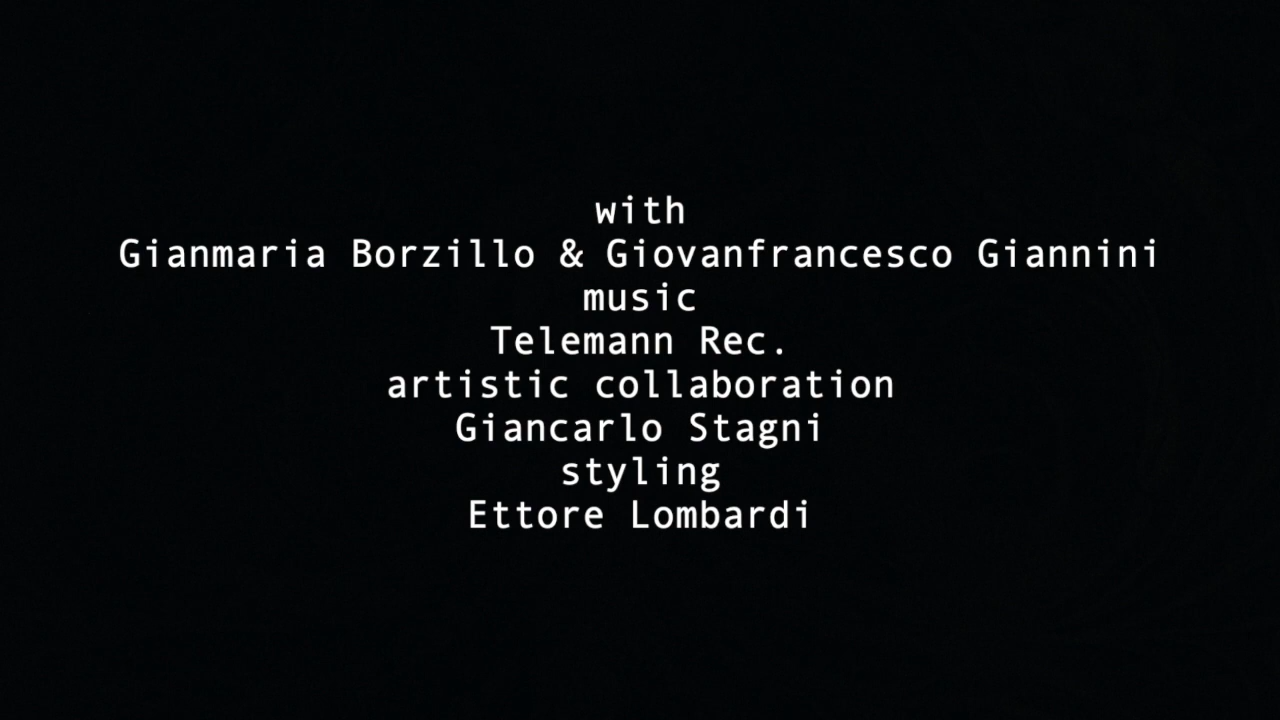 with
Gianmaria Borzillo & Giovanfrancesco Giannini
music
Telemann Rec.
artistic collaboration
Giancarlo Stagni
styling
Ettore Lombardi